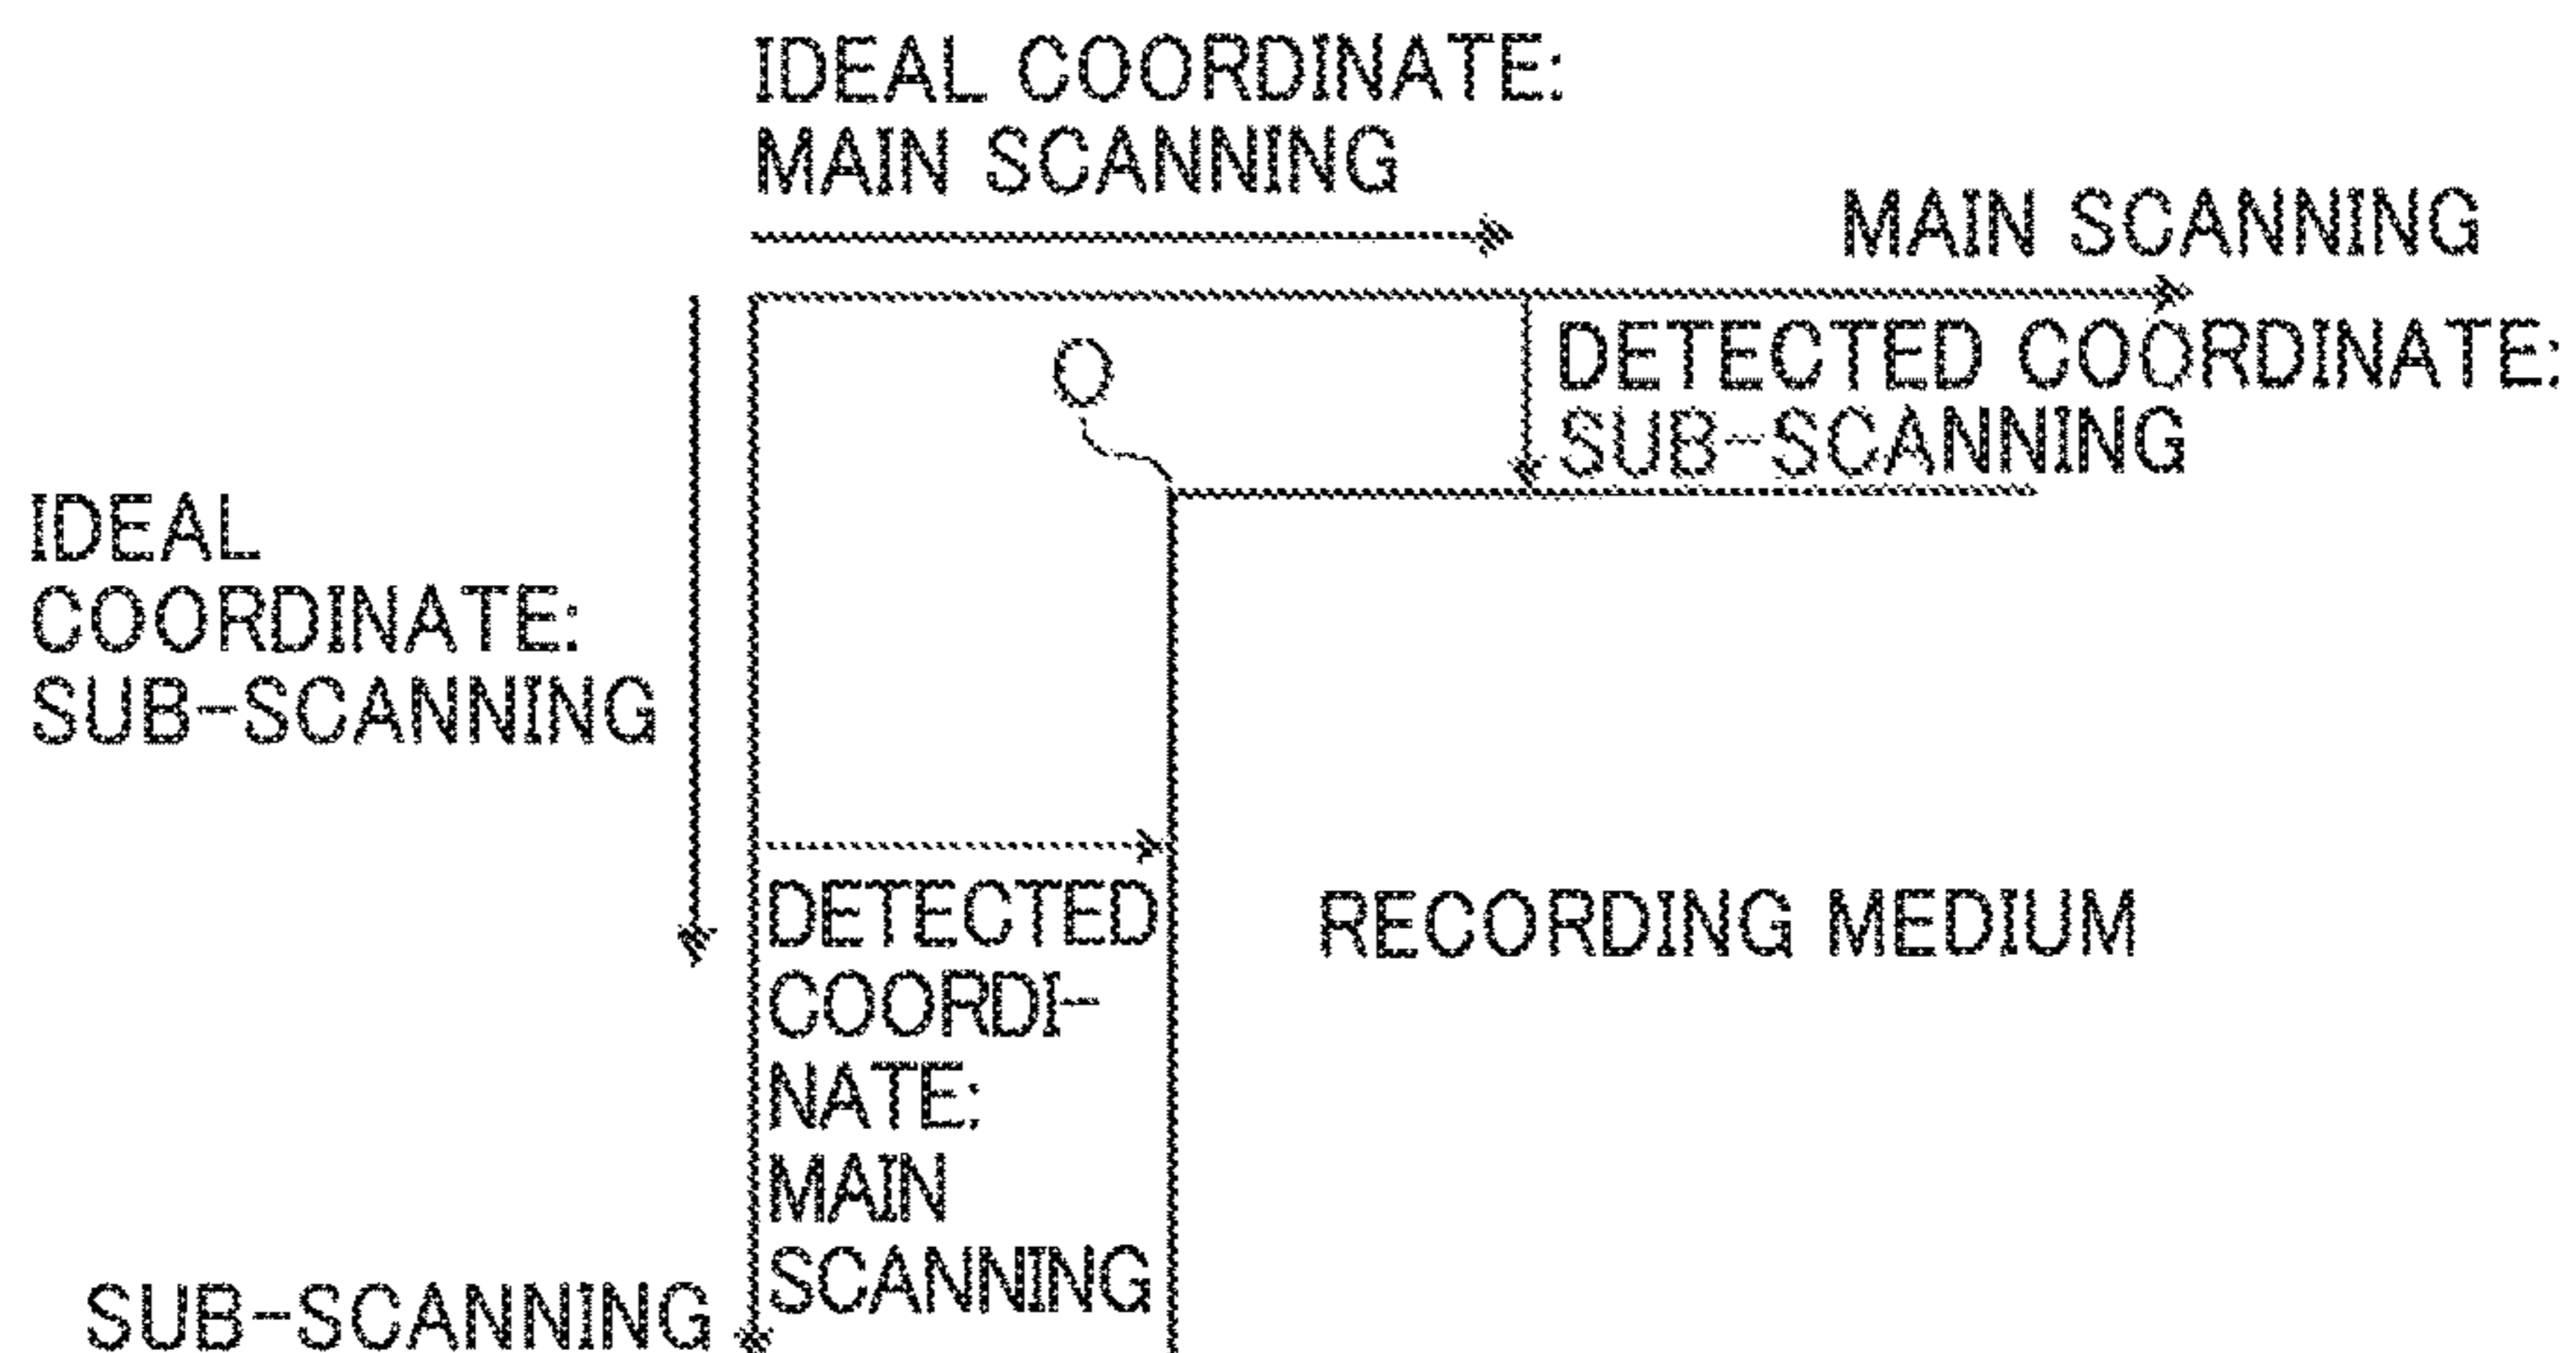 IDEAL COORDINATE:
MAIN SCANNING
MAIN SCANNING
DETECTED COORDINATE:
SUB-SCANNING
O
IDEAL
COORDINATE:
SUB-SCANNING
DETECTED
COORDI-
NATE:
MAIN
SCANNING
RECORDING MEDIUM
SUB-SCANNING